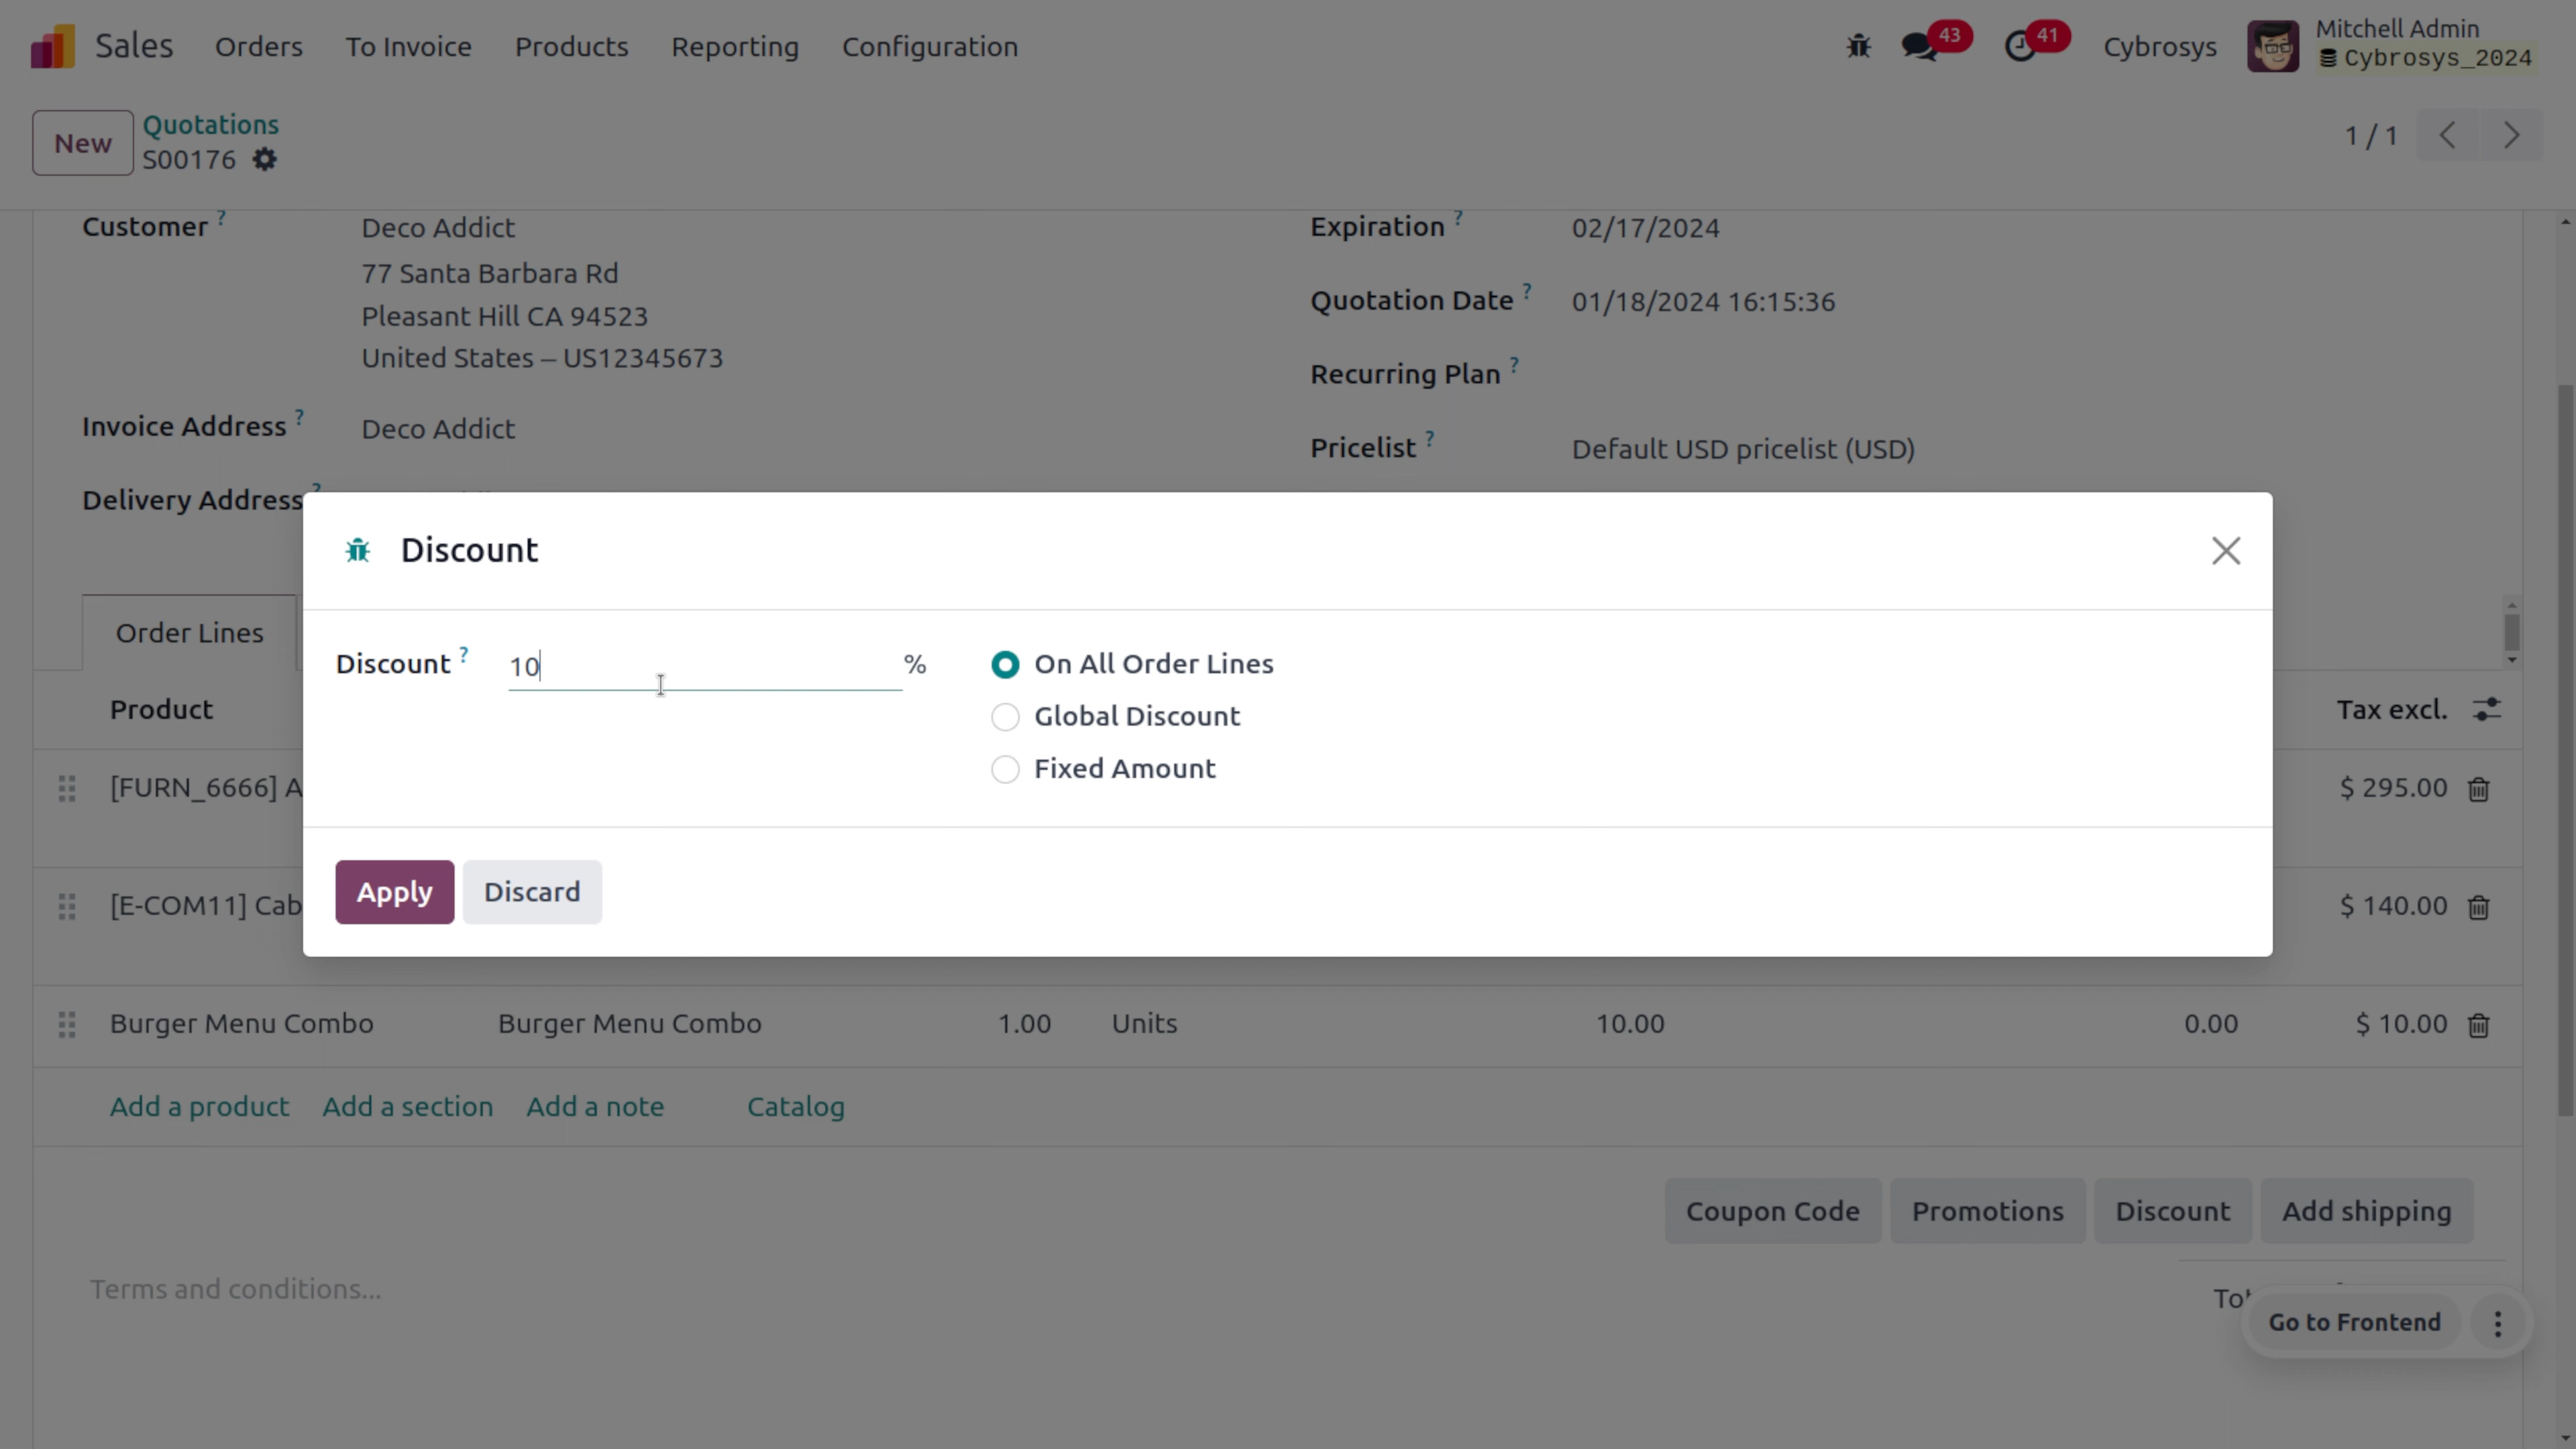 Sales Orders To Invoice Products Reporting Configuration 43 41 Cybrosys Mitchell Admin
Cybrosys_2024
New Quotations 1 / 1
S00176
Customer ? Deco Addict Expiration ? 02/17/2024
77 Santa Barbara Rd Quotation Date ? 01/18/2024 16:15:36
Pleasant Hill CA 94523
United States – US12345673 Recurring Plan ?
Invoice Address ? Deco Addict Pricelist ? Default USD pricelist (USD)
Delivery Address ?
Discount
Order Lines
Discount ? 10 % On All Order Lines
Global Discount
Fixed Amount
Product Tax excl.
[FURN_6666] A $ 295.00
Apply Discard
[E-COM11] Cab $ 140.00
Burger Menu Combo Burger Menu Combo 1.00 Units 10.00 0.00 $ 10.00
Add a product Add a section Add a note Catalog
Coupon Code Promotions Discount Add shipping
Terms and conditions...
Go to Frontend